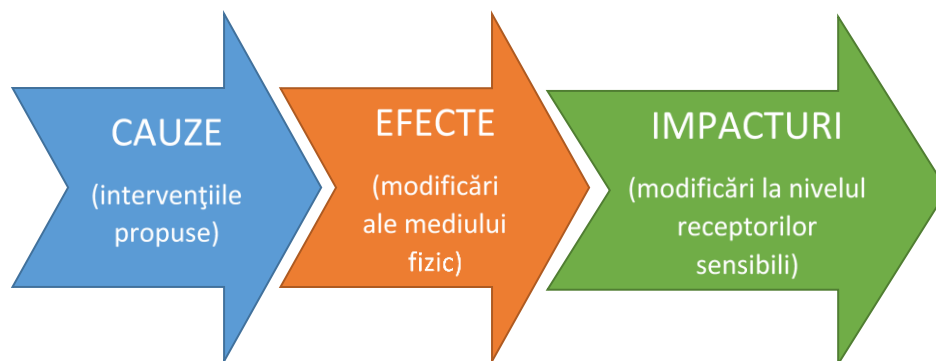 CAUZE
(intervenţiile
propuse)
EFECTE
(modificări
ale mediului
fizic)
IMPACTURI
(modificări la nivelul
receptorilor
sensibili)